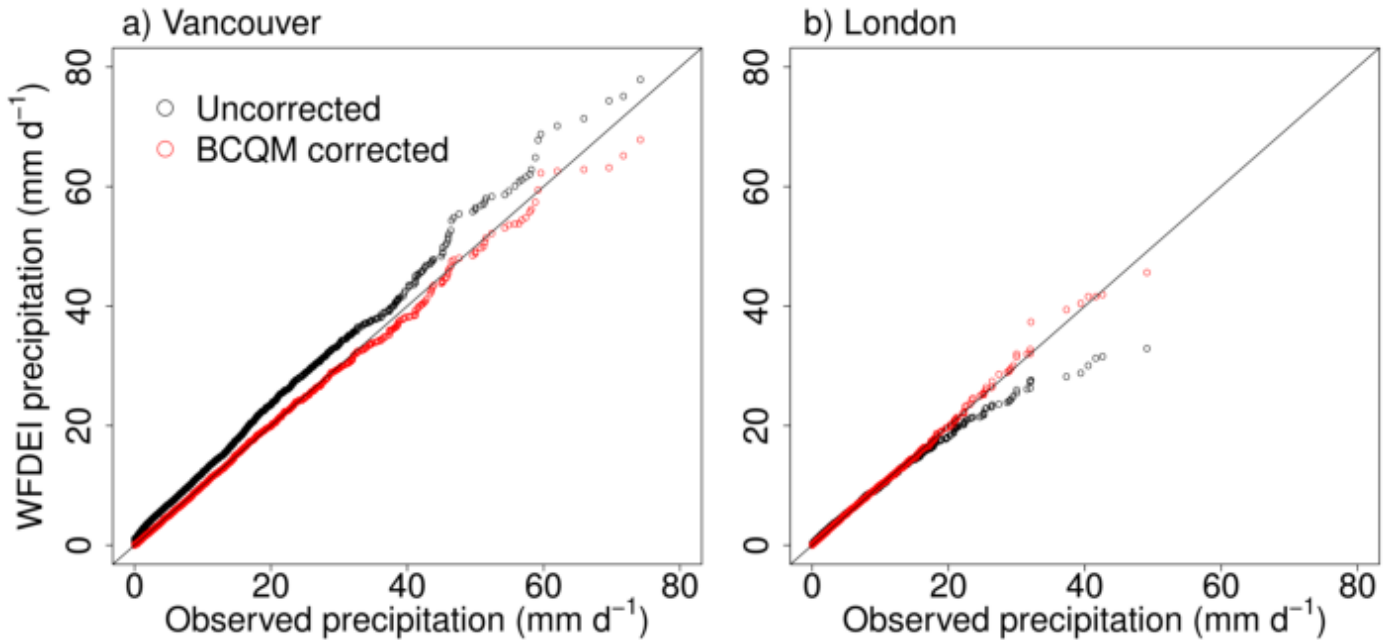 a) Vancouver
b) London
Uncorrected
BCQM corrected
WFDEI precipitation (mm d⁻¹)
80
60
40
20
0
0 20 40 60 80
Observed precipitation (mm d⁻¹)
80
60
40
20
0
0 20 40 60 80
Observed precipitation (mm d⁻¹)